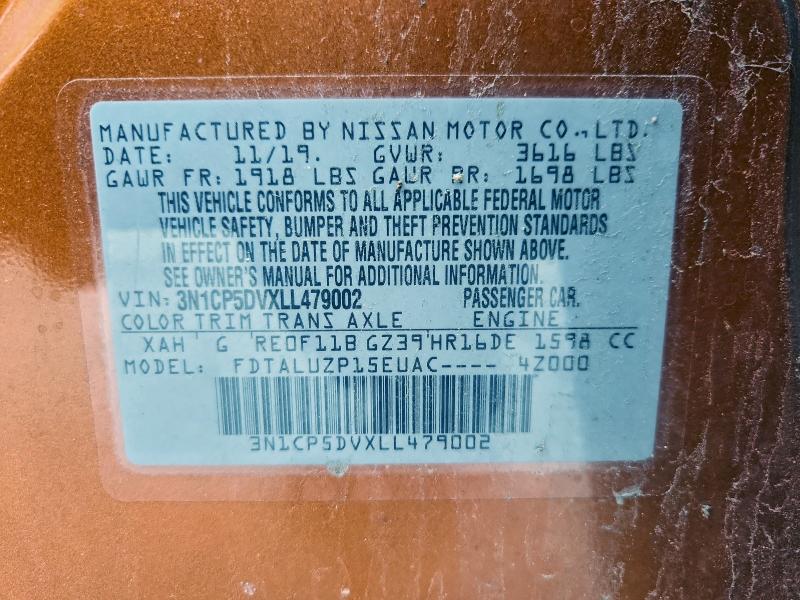 MANUFACTURED BY NISSAN MOTOR CO., LTD.
DATE: 11/19. GVWR: 3616 LBS
GAWR FR: 1918 LBS GAWR RR: 1698 LBS
THIS VEHICLE CONFORMS TO ALL APPLICABLE FEDERAL MOTOR
VEHICLE SAFETY, BUMPER AND THEFT PREVENTION STANDARDS
IN EFFECT ON THE DATE OF MANUFACTURE SHOWN ABOVE.
SEE OWNER'S MANUAL FOR ADDITIONAL INFORMATION.
VIN: 3N1CP5DVXLL479002 PASSENGER CAR.
COLOR TRIM TRANS AXLE ENGINE
XAH G RE0F11B GZ39 HR16DE 1598 CC
MODEL: FDTALUZP15EUAC---- 4Z000
3N1CP5DVXLL479002